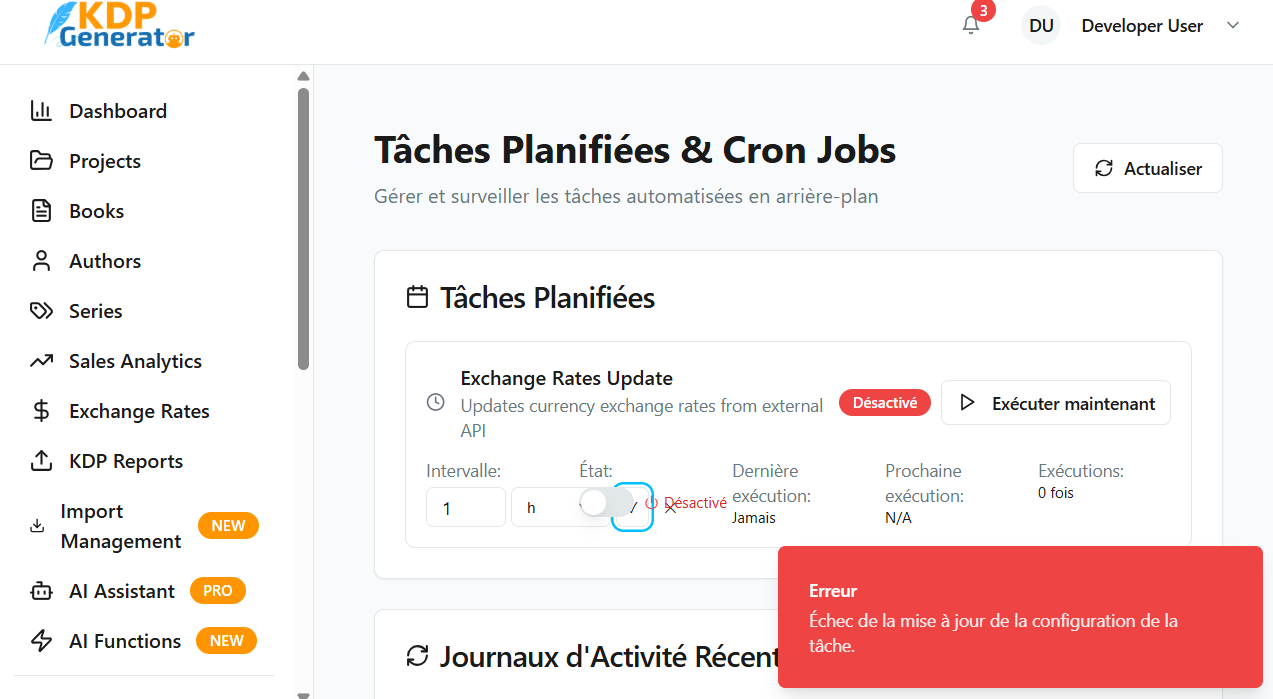 KDP
Generator
3
DU
Developer User
Dashboard
Projects
Books
Authors
Series
Sales Analytics
Exchange Rates
KDP Reports
Import
Management
NEW
AI Assistant
PRO
AI Functions
NEW
Tâches Planifiées & Cron Jobs
Gérer et surveiller les tâches automatisées en arrière-plan
Actualiser
Tâches Planifiées
Exchange Rates Update
Updates currency exchange rates from external
API
Désactivé
Exécuter maintenant
Intervalle:
1
h
État:
Désactivé
Dernière
exécution:
Jamais
Prochaine
exécution:
N/A
Exécutions:
0 fois
Journaux d'Activité Récent
Erreur
Échec de la mise à jour de la configuration de la
tâche.